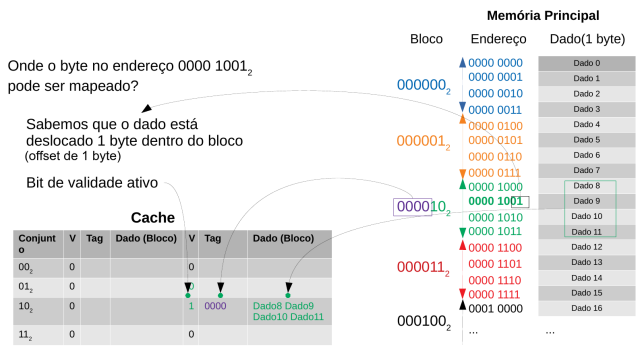 Memória Principal
Bloco Endereço Dado(1 byte)
Onde o byte no endereço 0000 1001₂
pode ser mapeado?
Sabemos que o dado está
deslocado 1 byte dentro do bloco
(offset de 1 byte)
Bit de validade ativo
000000₂
0000 0000 Dado 0
0000 0001 Dado 1
0000 0010 Dado 2
0000 0011 Dado 3
000001₂
0000 0100 Dado 4
0000 0101 Dado 5
0000 0110 Dado 6
0000 0111 Dado 7
000010₂
0000 1000 Dado 8
0000 1001 Dado 9
0000 1010 Dado 10
0000 1011 Dado 11
000011₂
0000 1100 Dado 12
0000 1101 Dado 13
0000 1110 Dado 14
0000 1111 Dado 15
000100₂
0001 0000 Dado 16
... ...
Cache
Conjunt
o V Tag Dado (Bloco) V Tag Dado (Bloco)
00₂ 0 0
01₂ 0 0
10₂ 0 1 0000 Dado8 Dado9
Dado10 Dado11
11₂ 0 0